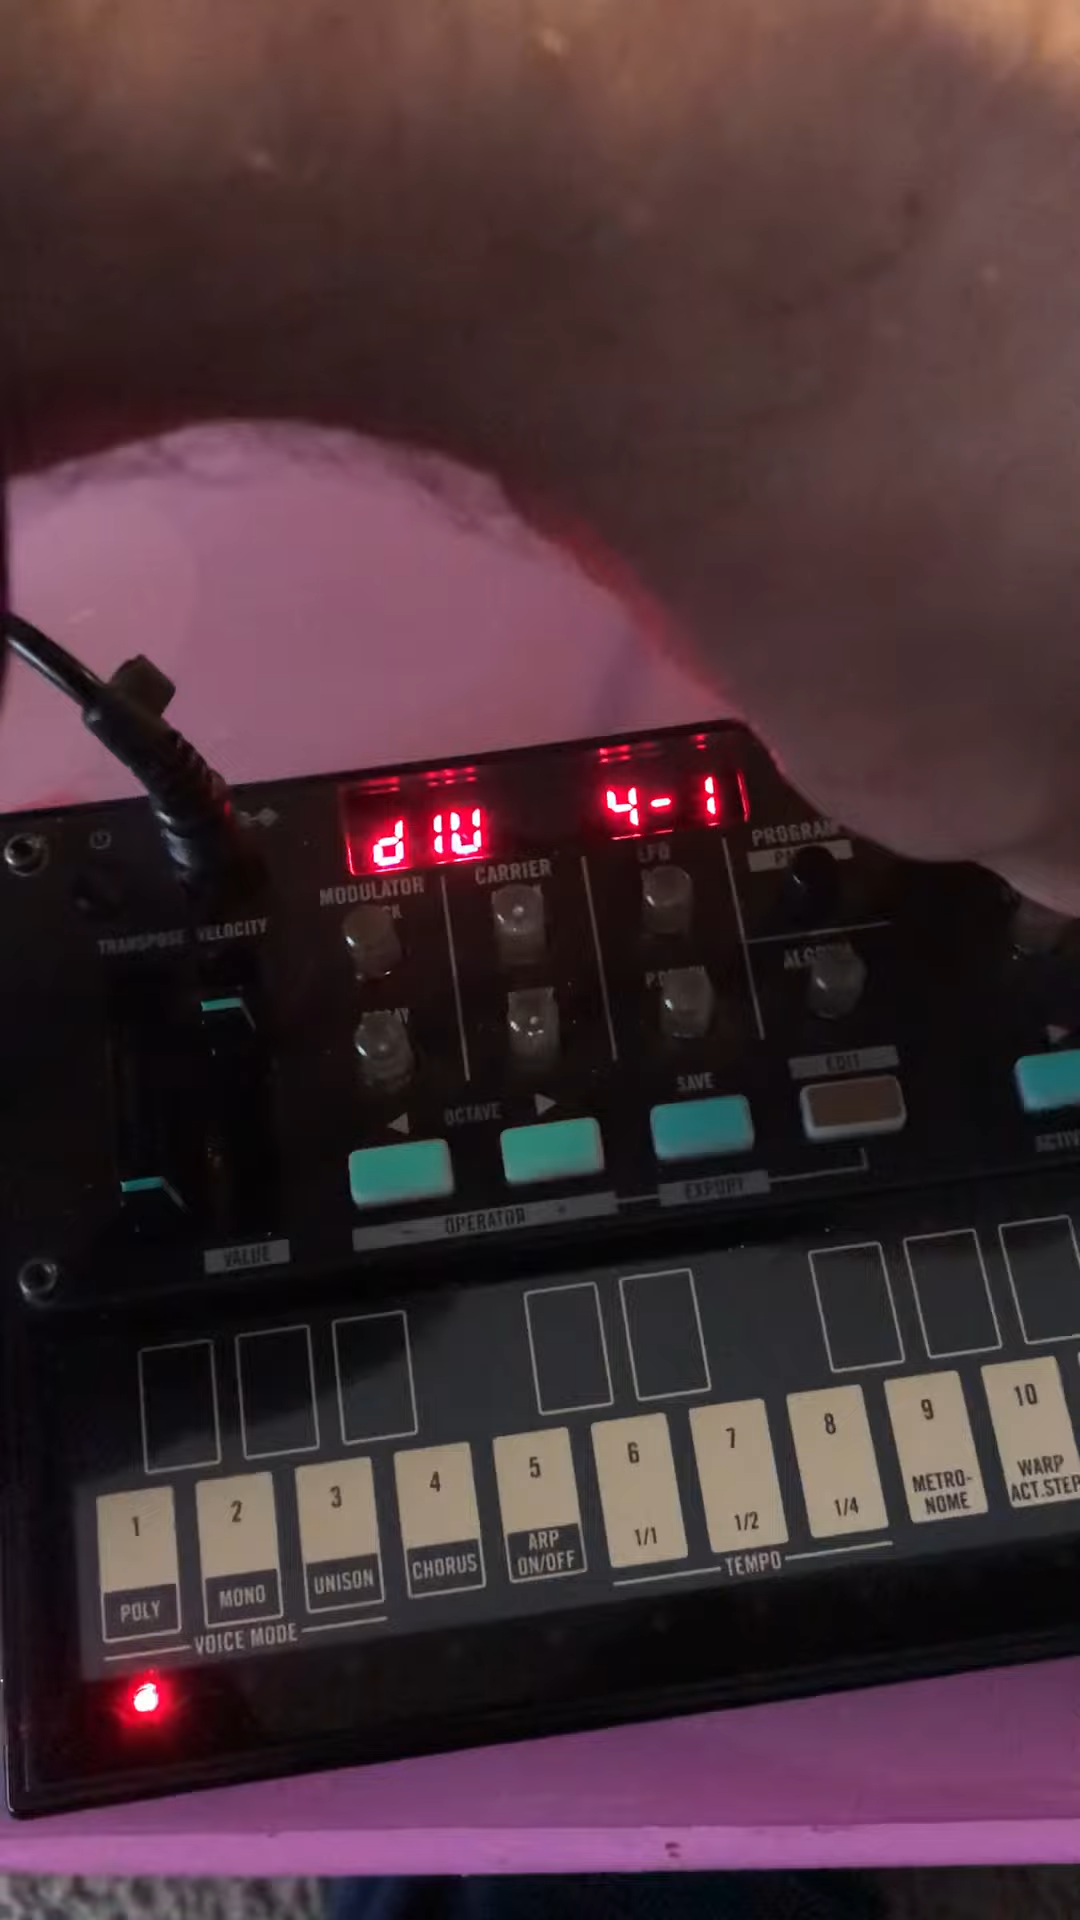 dIV 4-1
PROGRAM
MODULATOR CARRIER LFO
TRANSPOSE VELOCITY
OCTAVE SAVE EDIT
OPERATOR EXPORT
VALUE
1 2 3 4 5 6 7 8 9 10
POLY MONO UNISON CHORUS ARP ON/OFF 1/1 1/2 1/4 METRO-NOME WARP ACT.STEP
VOICE MODE TEMPO